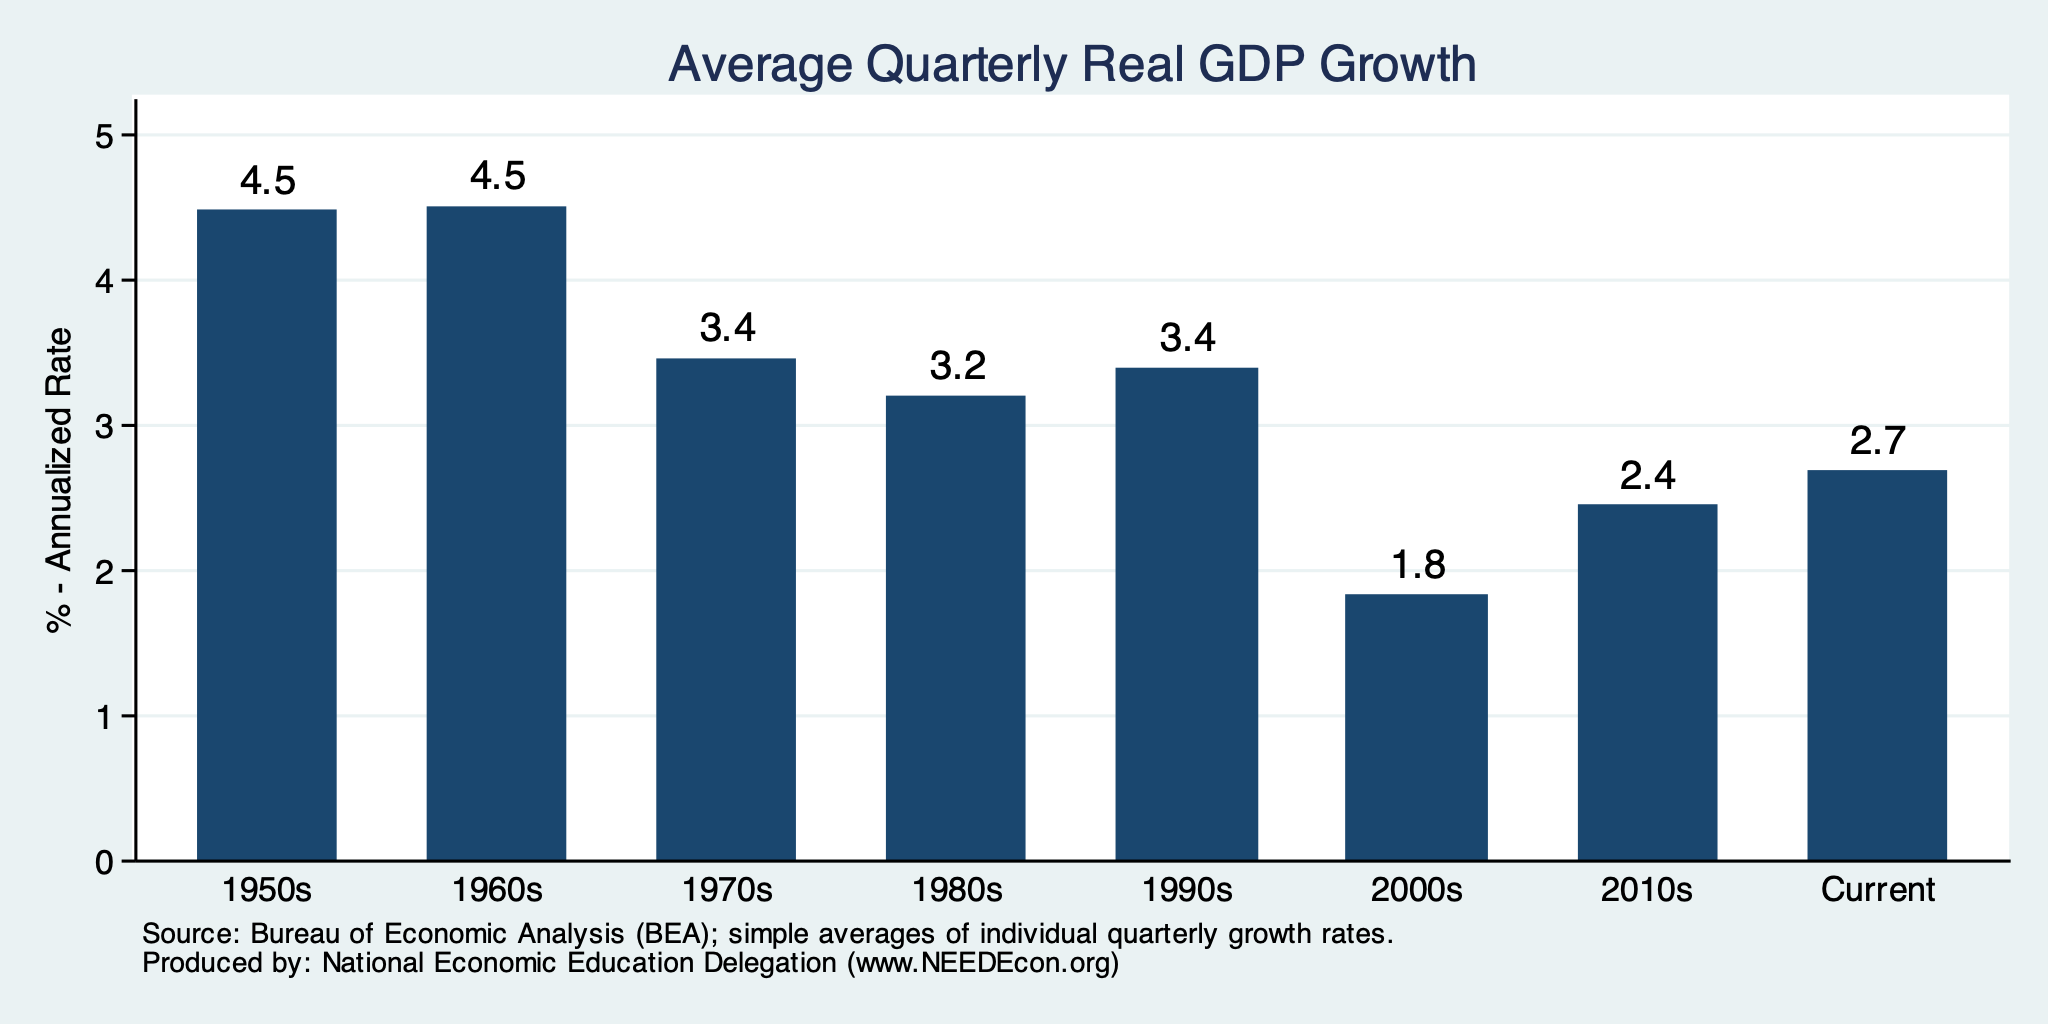 Average Quarterly Real GDP Growth
% - Annualized Rate
5
4
3
2
1
0
4.5
4.5
3.4
3.2
3.4
1.8
2.4
2.7
1950s
1960s
1970s
1980s
1990s
2000s
2010s
Current
Source: Bureau of Economic Analysis (BEA); simple averages of individual quarterly growth rates.
Produced by: National Economic Education Delegation (www.NEEDEcon.org)